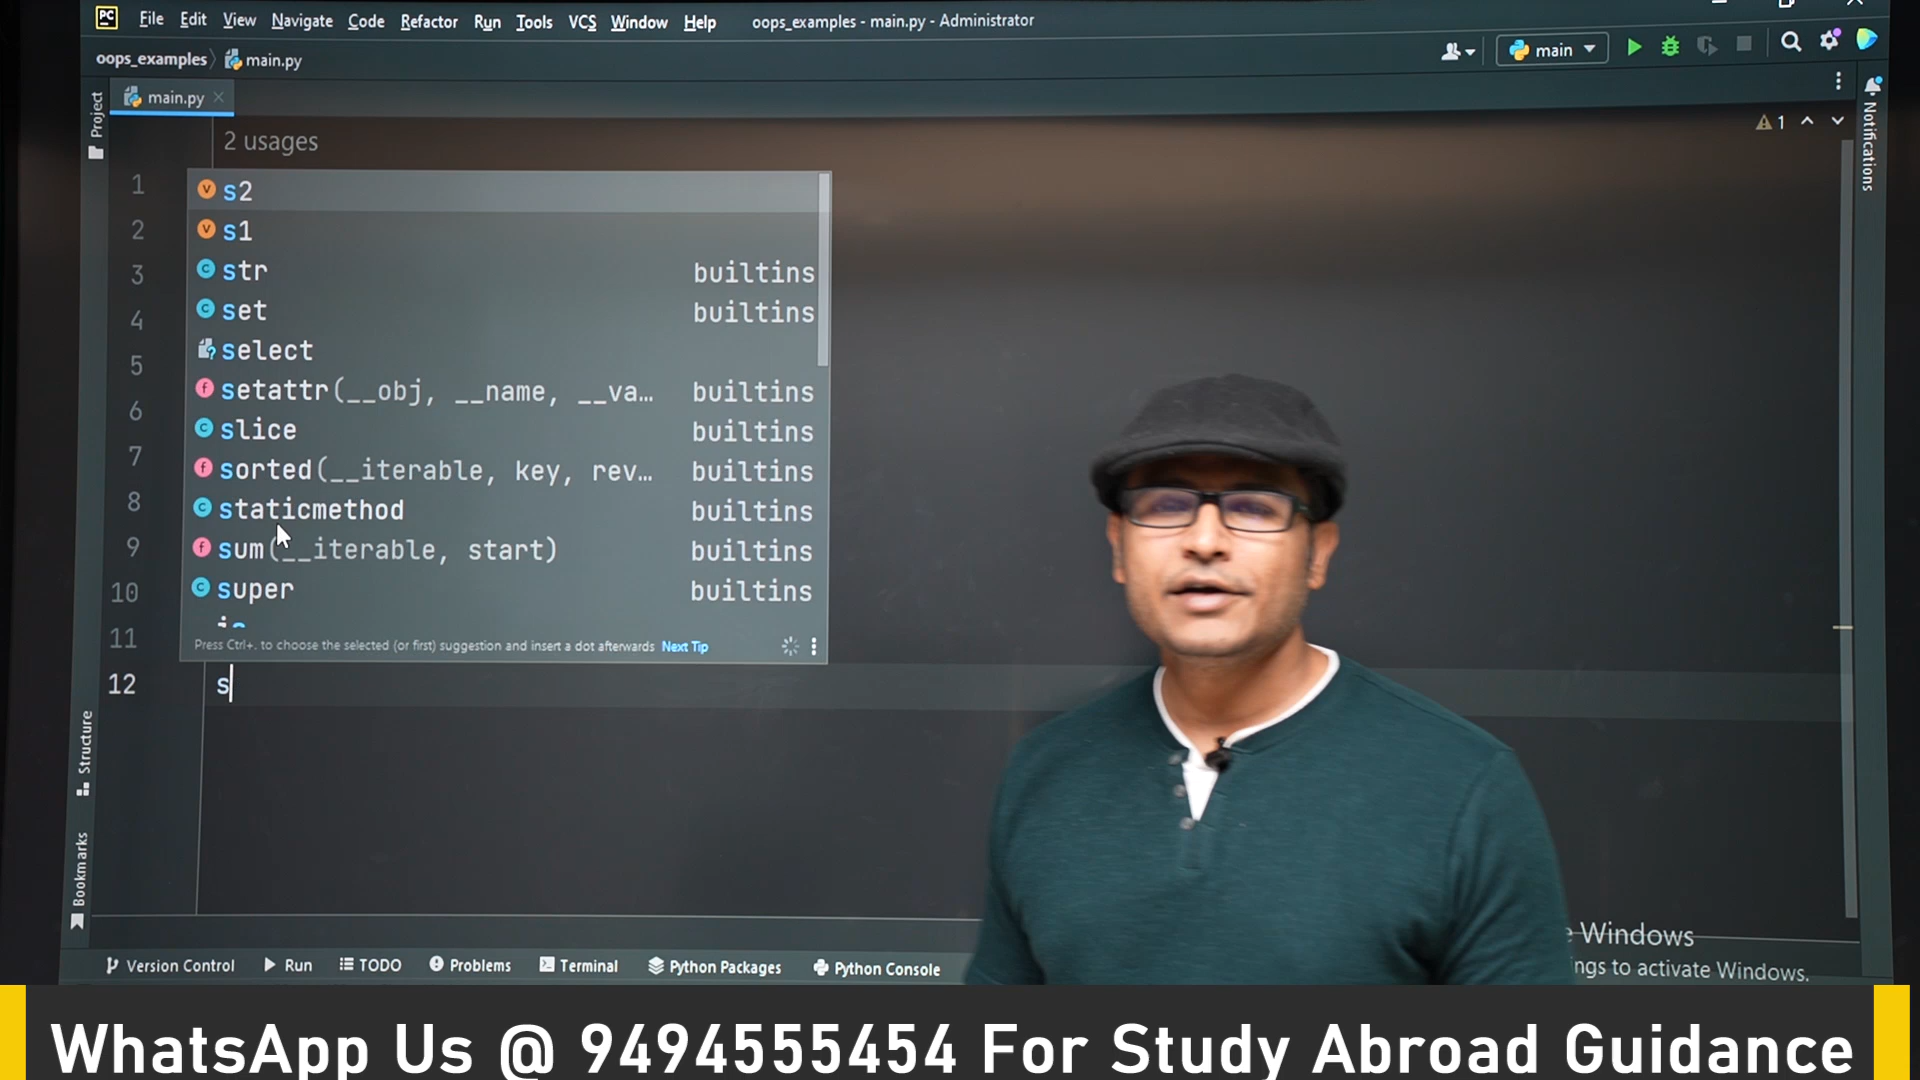 PC File Edit View Navigate Code Refactor Run Tools VCS Window Help oops_examples - main.py - Administrator
oops_examples main.py main
main.py
Project
Notifications
2 usages
1
1 s2
2 s1
3 str builtins
4 set builtins
5 select
setattr(__obj, __name, __va… builtins
6 slice builtins
7 sorted(__iterable, key, rev… builtins
8 staticmethod builtins
9 sum(__iterable, start) builtins
10 super builtins
11 Press Ctrl+. to choose the selected (or first) suggestion and insert a dot afterwards Next Tip
12 s
Structure
Bookmarks
Windows
ings to activate Windows.
Version Control Run TODO Problems Terminal Python Packages Python Console
WhatsApp Us @ 9494555454 For Study Abroad Guidance